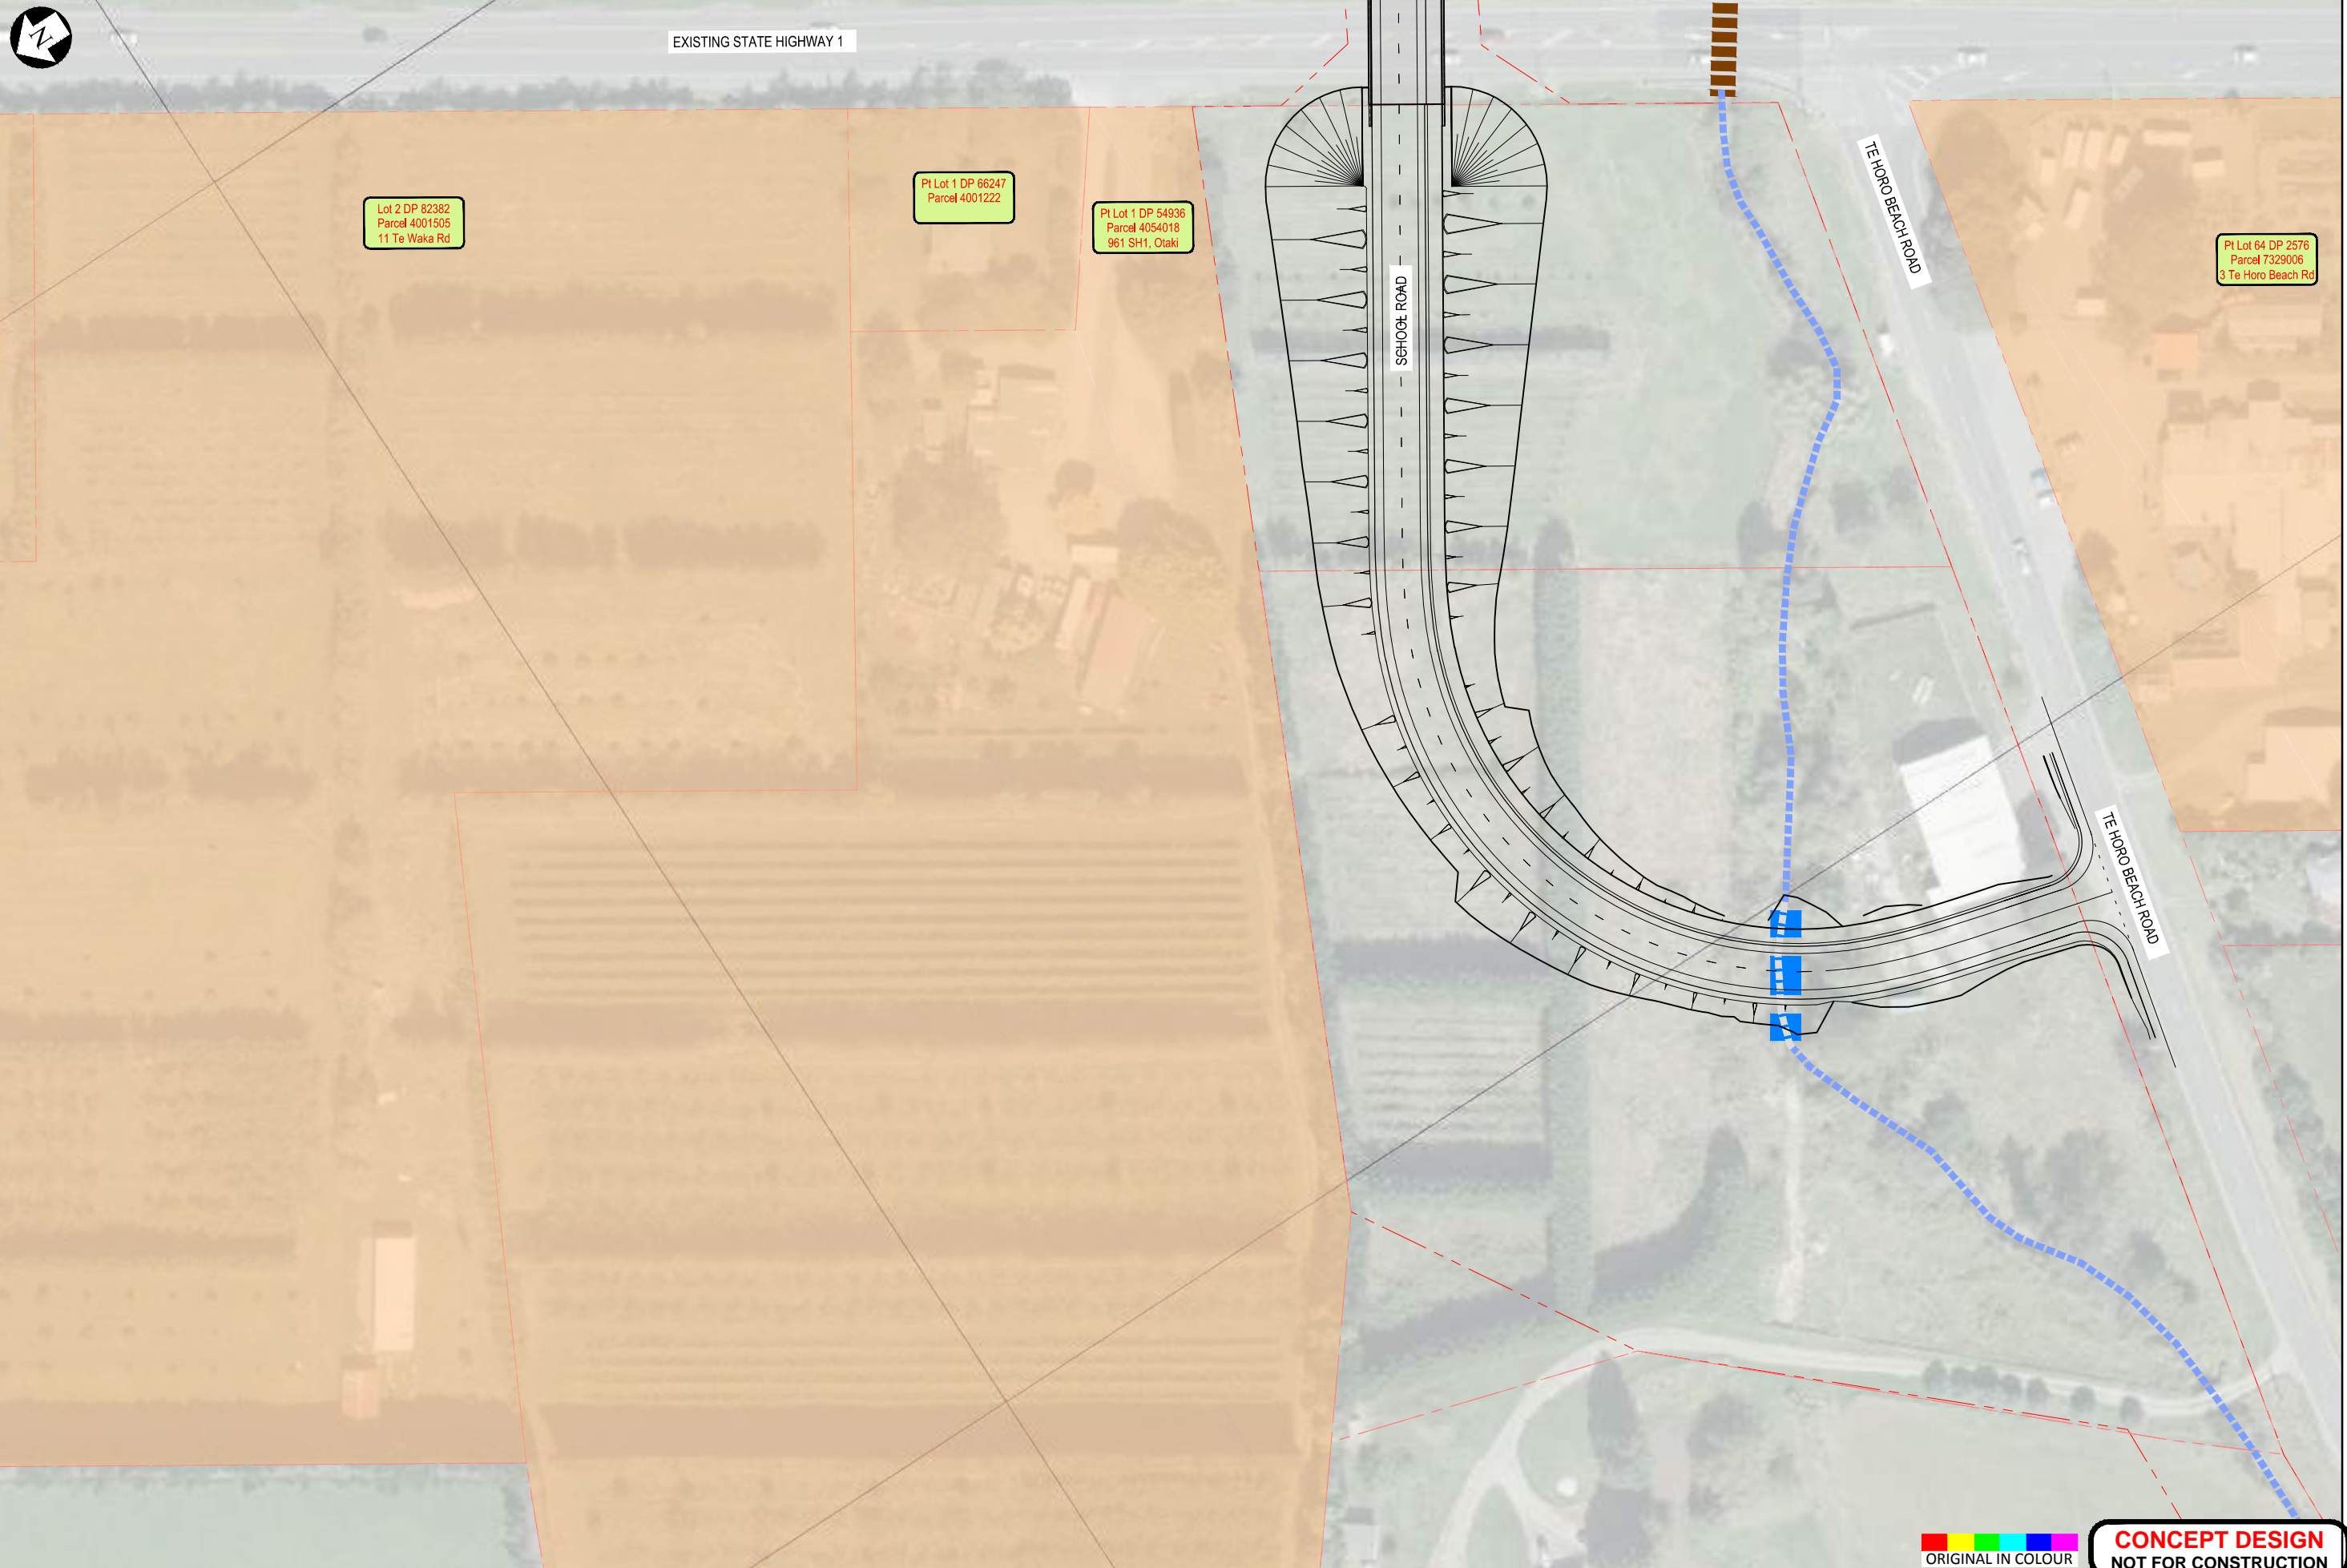 N
EXISTING STATE HIGHWAY 1
Lot 2 DP 82382
Parcel 4001505
11 Te Waka Rd
Pt Lot 1 DP 66247
Parcel 4001222
Pt Lot 1 DP 54936
Parcel 4054018
961 SH1, Otaki
SCHOOL ROAD
TE HORO BEACH ROAD
Pt Lot 64 DP 2576
Parcel 7329006
3 Te Horo Beach Rd
TE HORO BEACH ROAD
ORIGINAL IN COLOUR
CONCEPT DESIGN
NOT FOR CONSTRUCTION